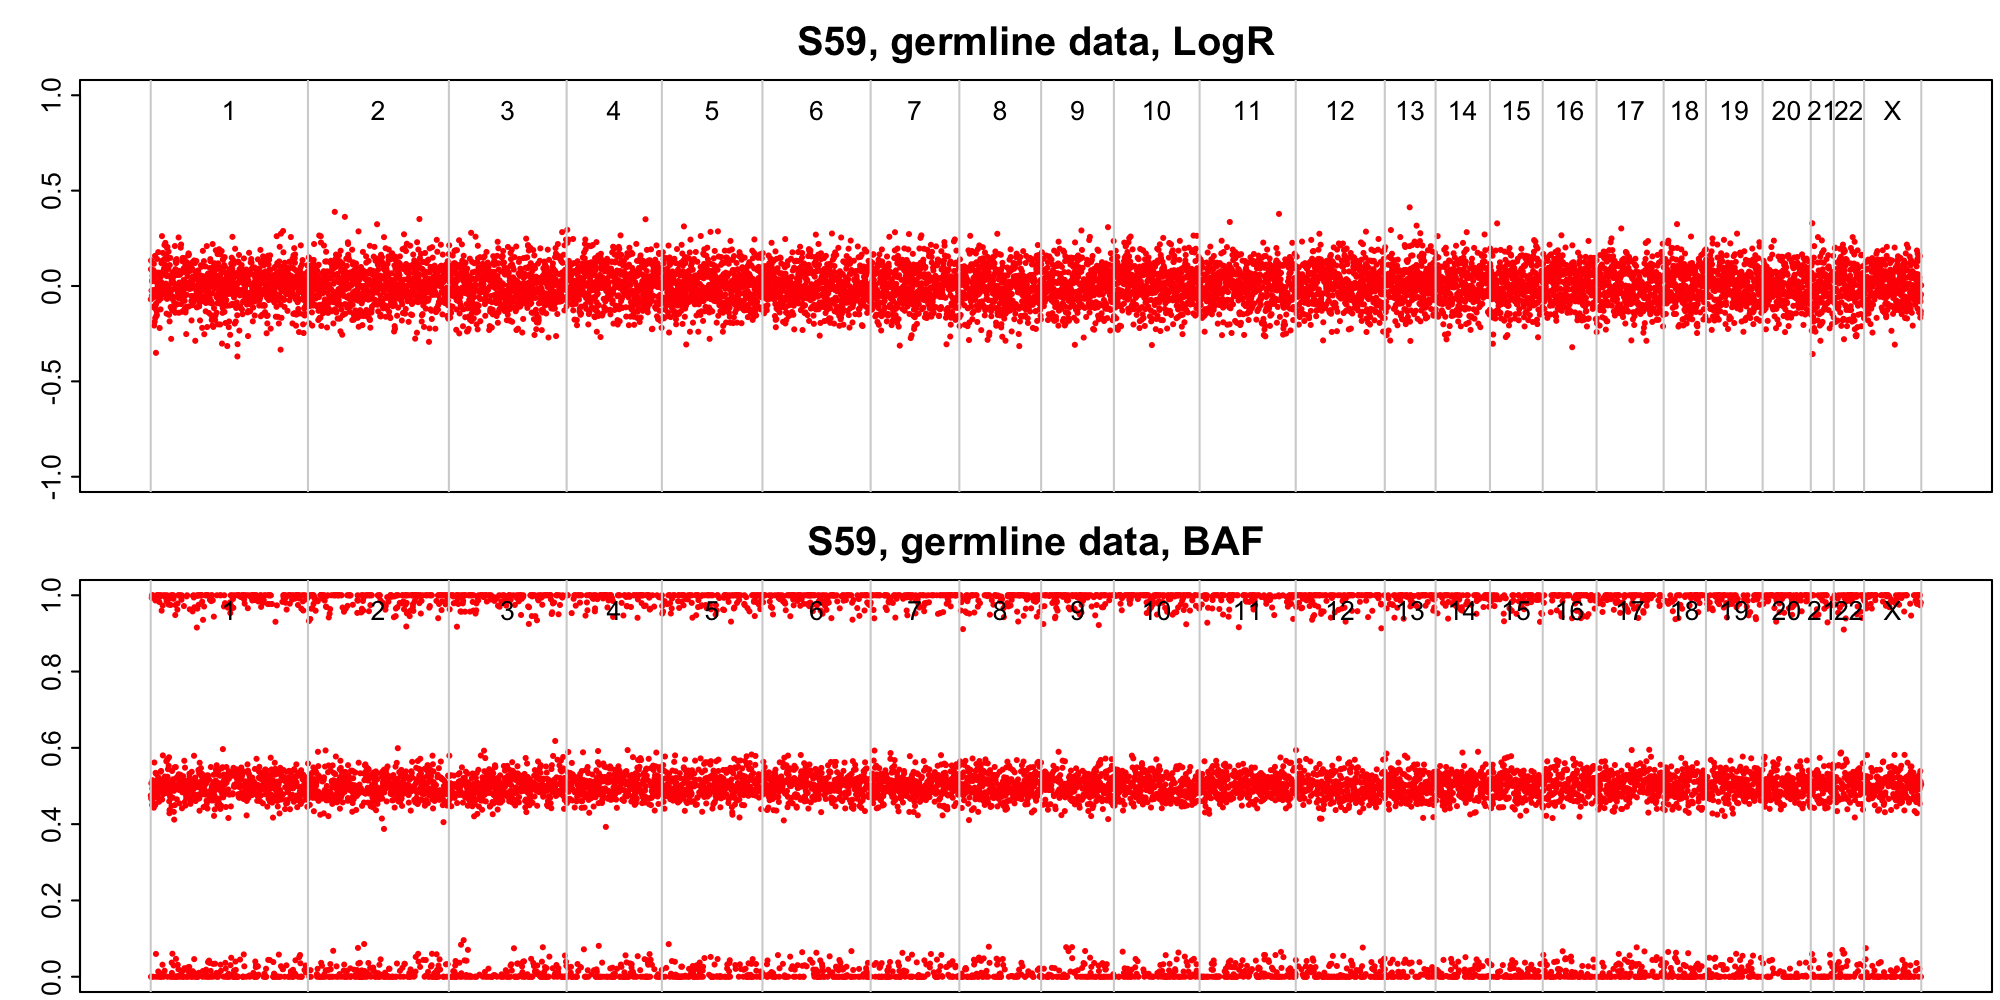 S59, germline data, LogR
1.0
0.5
0.0
-0.5
-1.0
1 2 3 4 5 6 7 8 9 10 11 12 13 14 15 16 17 18 19 20 21 22 X
S59, germline data, BAF
1.0
0.8
0.6
0.4
0.2
0.0
1 2 3 4 5 6 7 8 9 10 11 12 13 14 15 16 17 18 19 20 21 22 X